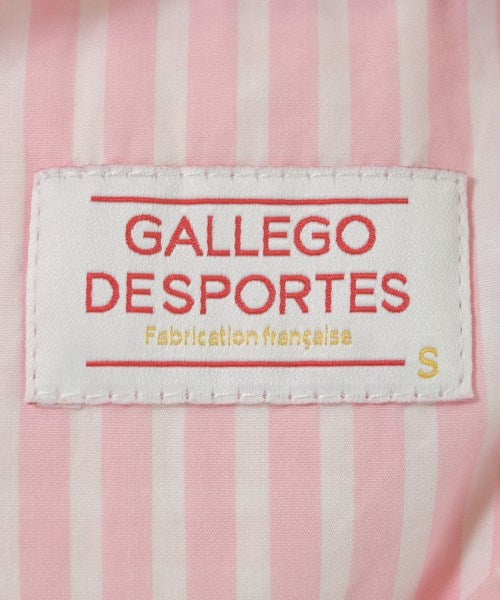 GALLEGO
DESPORTES
Fabrication française
S